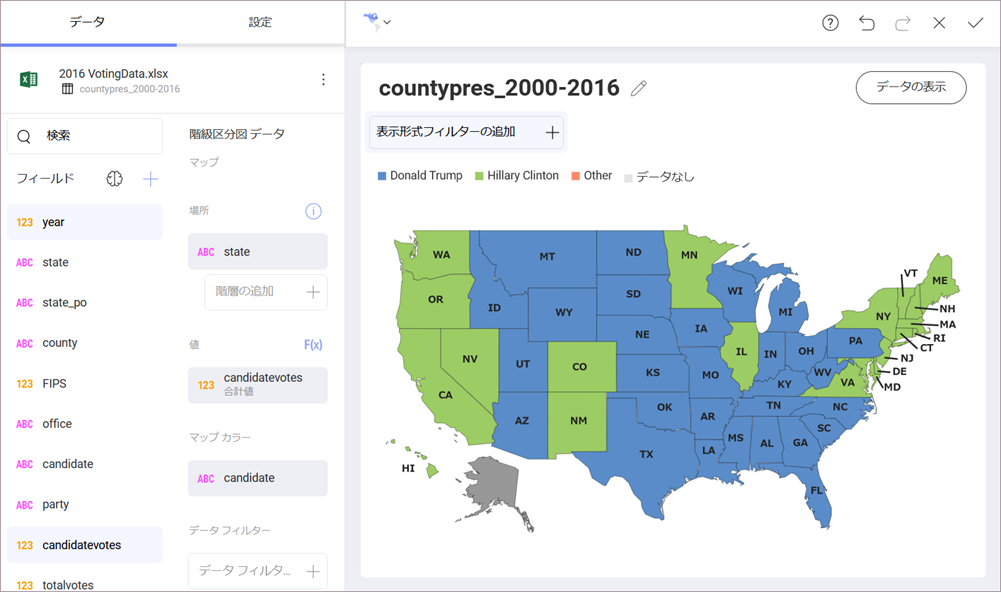 データ
設定
2016 VotingData.xlsx
countypres_2000-2016
検索
フィールド
123 year
ABC state
ABC state_po
ABC county
123 FIPS
ABC office
ABC candidate
ABC party
123 candidatevotes
123 totalvotes
階級区分図 データ
マップ
場所
ABC state
階層の追加
値
F(x)
123 candidatevotes
合計値
マップ カラー
ABC candidate
データ フィルター
データ フィルタ...
countypres_2000-2016
データの表示
表示形式フィルターの追加
Donald Trump
Hillary Clinton
Other
データなし
WA
MT
ND
MN
VT
ME
OR
ID
SD
WI
MI
NY
NH
WY
MA
IA
NE
PA
RI
CT
NV
UT
CO
IL
IN
OH
NJ
KS
MO
WV
DE
CA
KY
VA
MD
AZ
NM
OK
AR
TN
NC
SC
MS
AL
GA
TX
LA
HI
FL